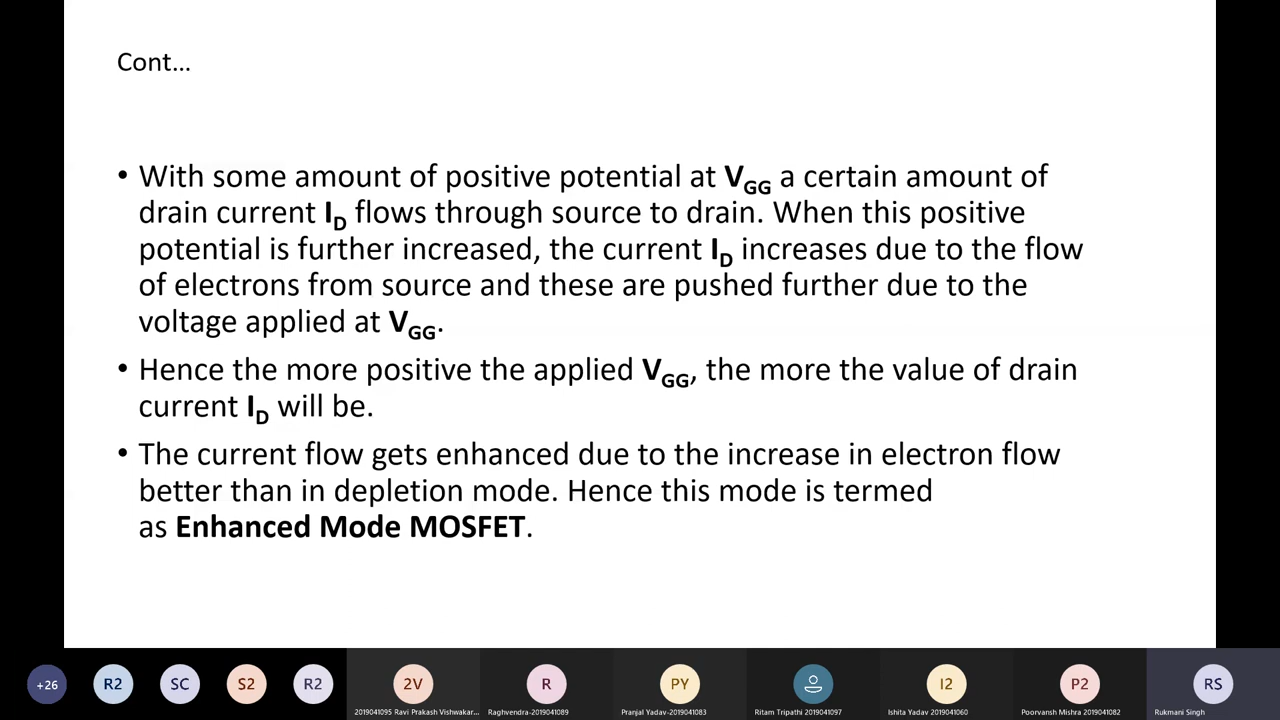 Cont...
• With some amount of positive potential at VGG a certain amount of
drain current ID flows through source to drain. When this positive
potential is further increased, the current ID increases due to the flow
of electrons from source and these are pushed further due to the
voltage applied at VGG.
• Hence the more positive the applied VGG, the more the value of drain
current ID will be.
• The current flow gets enhanced due to the increase in electron flow
better than in depletion mode. Hence this mode is termed
as Enhanced Mode MOSFET.
+26 R2 SC S2 R2 2V R PY I2 P2 RS
2019041095 Ravi Prakash Vishwakar... Raghvendra-2019041089 Pranjal Yadav-2019041083 Ritam Tripathi 2019041097 Ishita Yadav 2019041060 Poorvansh Mishra 2019041082 Rukmani Singh